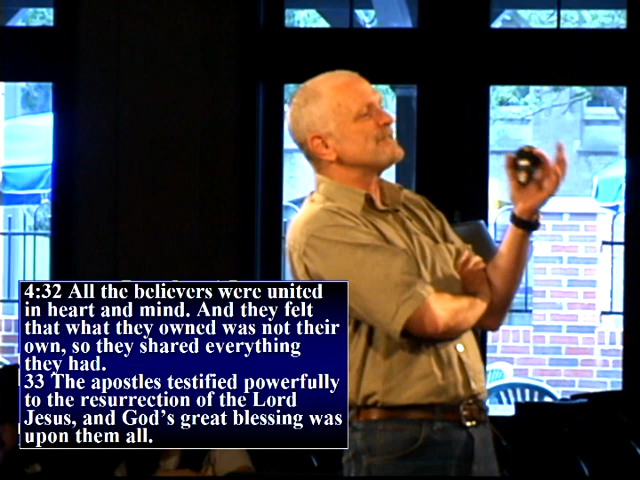 4:32 All the believers were united
in heart and mind. And they felt
that what they owned was not their
own, so they shared everything
they had.
33 The apostles testified powerfully
to the resurrection of the Lord
Jesus, and God's great blessing was
upon them all.